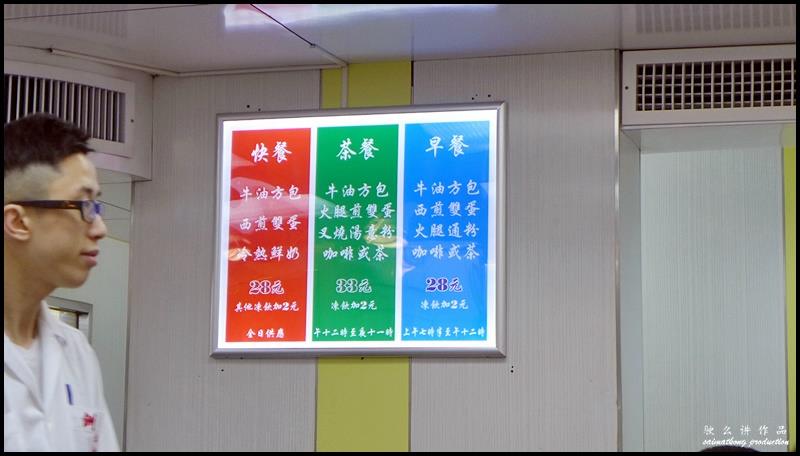 快餐
牛油方包
西煎雙蛋
冷熱鮮奶
28元
其他凍飲加2元
全日供應
茶餐
牛油方包
火腿煎雙蛋
叉燒湯意粉
咖啡或茶
33元
凍飲加2元
午十二時至夜十一時
早餐
牛油方包
西煎雙蛋
火腿通粉
咖啡或茶
28元
凍飲加2元
上午七時半至午十二時
saimatkong production